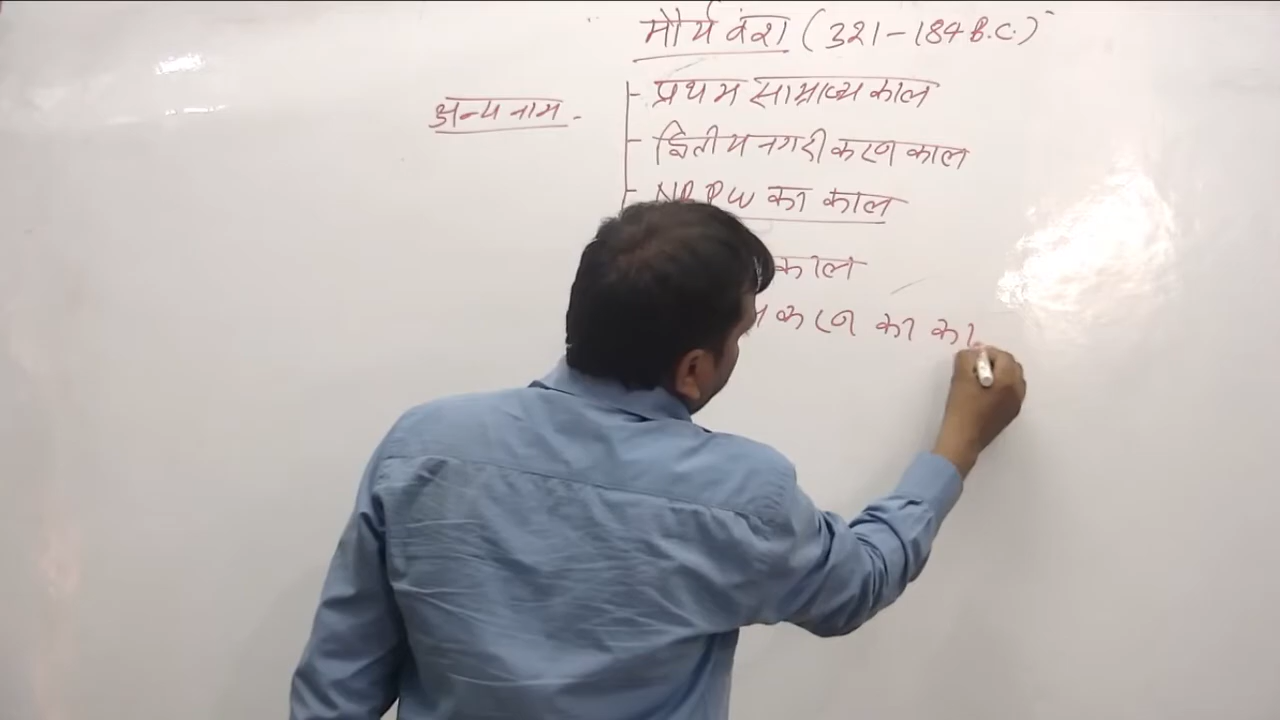 मौर्य वंश (321-184 B.C.)
अन्य नाम -
- प्रथम साम्राज्य काल
- द्वितीय नगरीकरण काल
- NBPW का काल
काल
करण का का